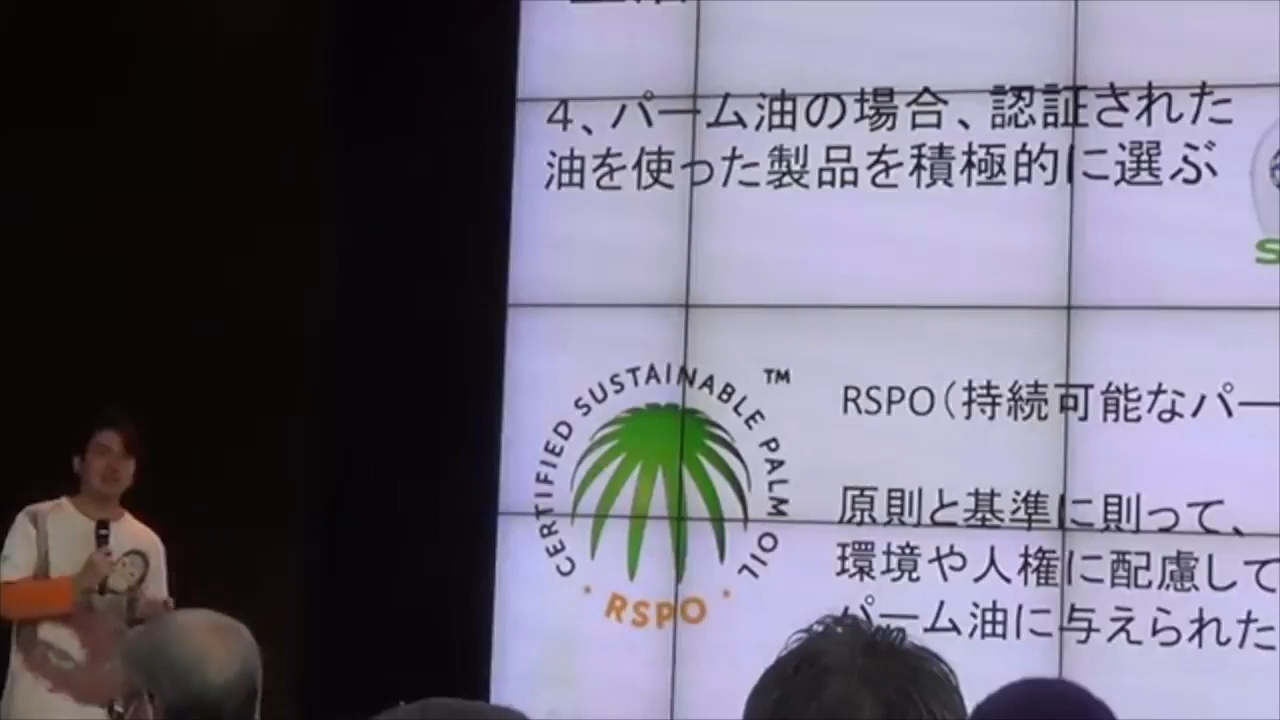 4、パーム油の場合、認証された
油を使った製品を積極的に選ぶ
CERTIFIED SUSTAINABLE PALM OIL
TM
RSPO
RSPO(持続可能なパー
原則と基準に則って、
環境や人権に配慮して
パーム油に与えられた